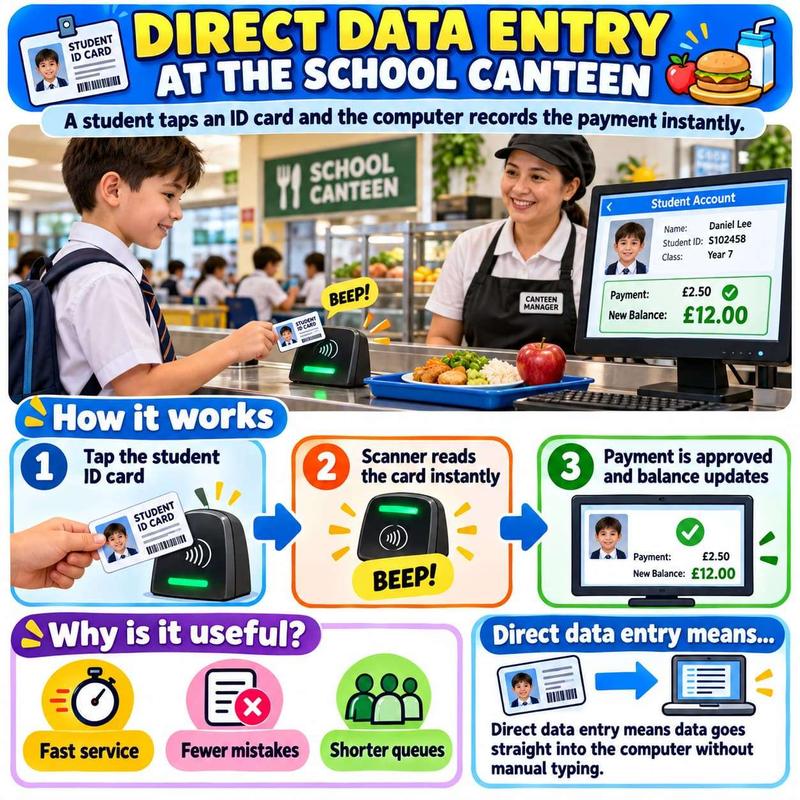 STUDENT
ID CARD
DIRECT DATA ENTRY
AT THE SCHOOL CANTEEN
A student taps an ID card and the computer records the payment instantly.
SCHOOL
CANTEEN
BEEP!
STUDENT
ID CARD
CANTEEN
MANAGER
Student Account
Name: Daniel Lee
Student ID: S102458
Class: Year 7
Payment: £2.50
New Balance: £12.00
How it works
1 Tap the student
ID card
STUDENT
ID CARD
2 Scanner reads
the card instantly
BEEP!
3 Payment is approved
and balance updates
Payment: £2.50
New Balance: £12.00
Why is it useful?
Fast service
Fewer mistakes
Shorter queues
Direct data entry means...
Direct data entry means data goes
straight into the computer without
manual typing.